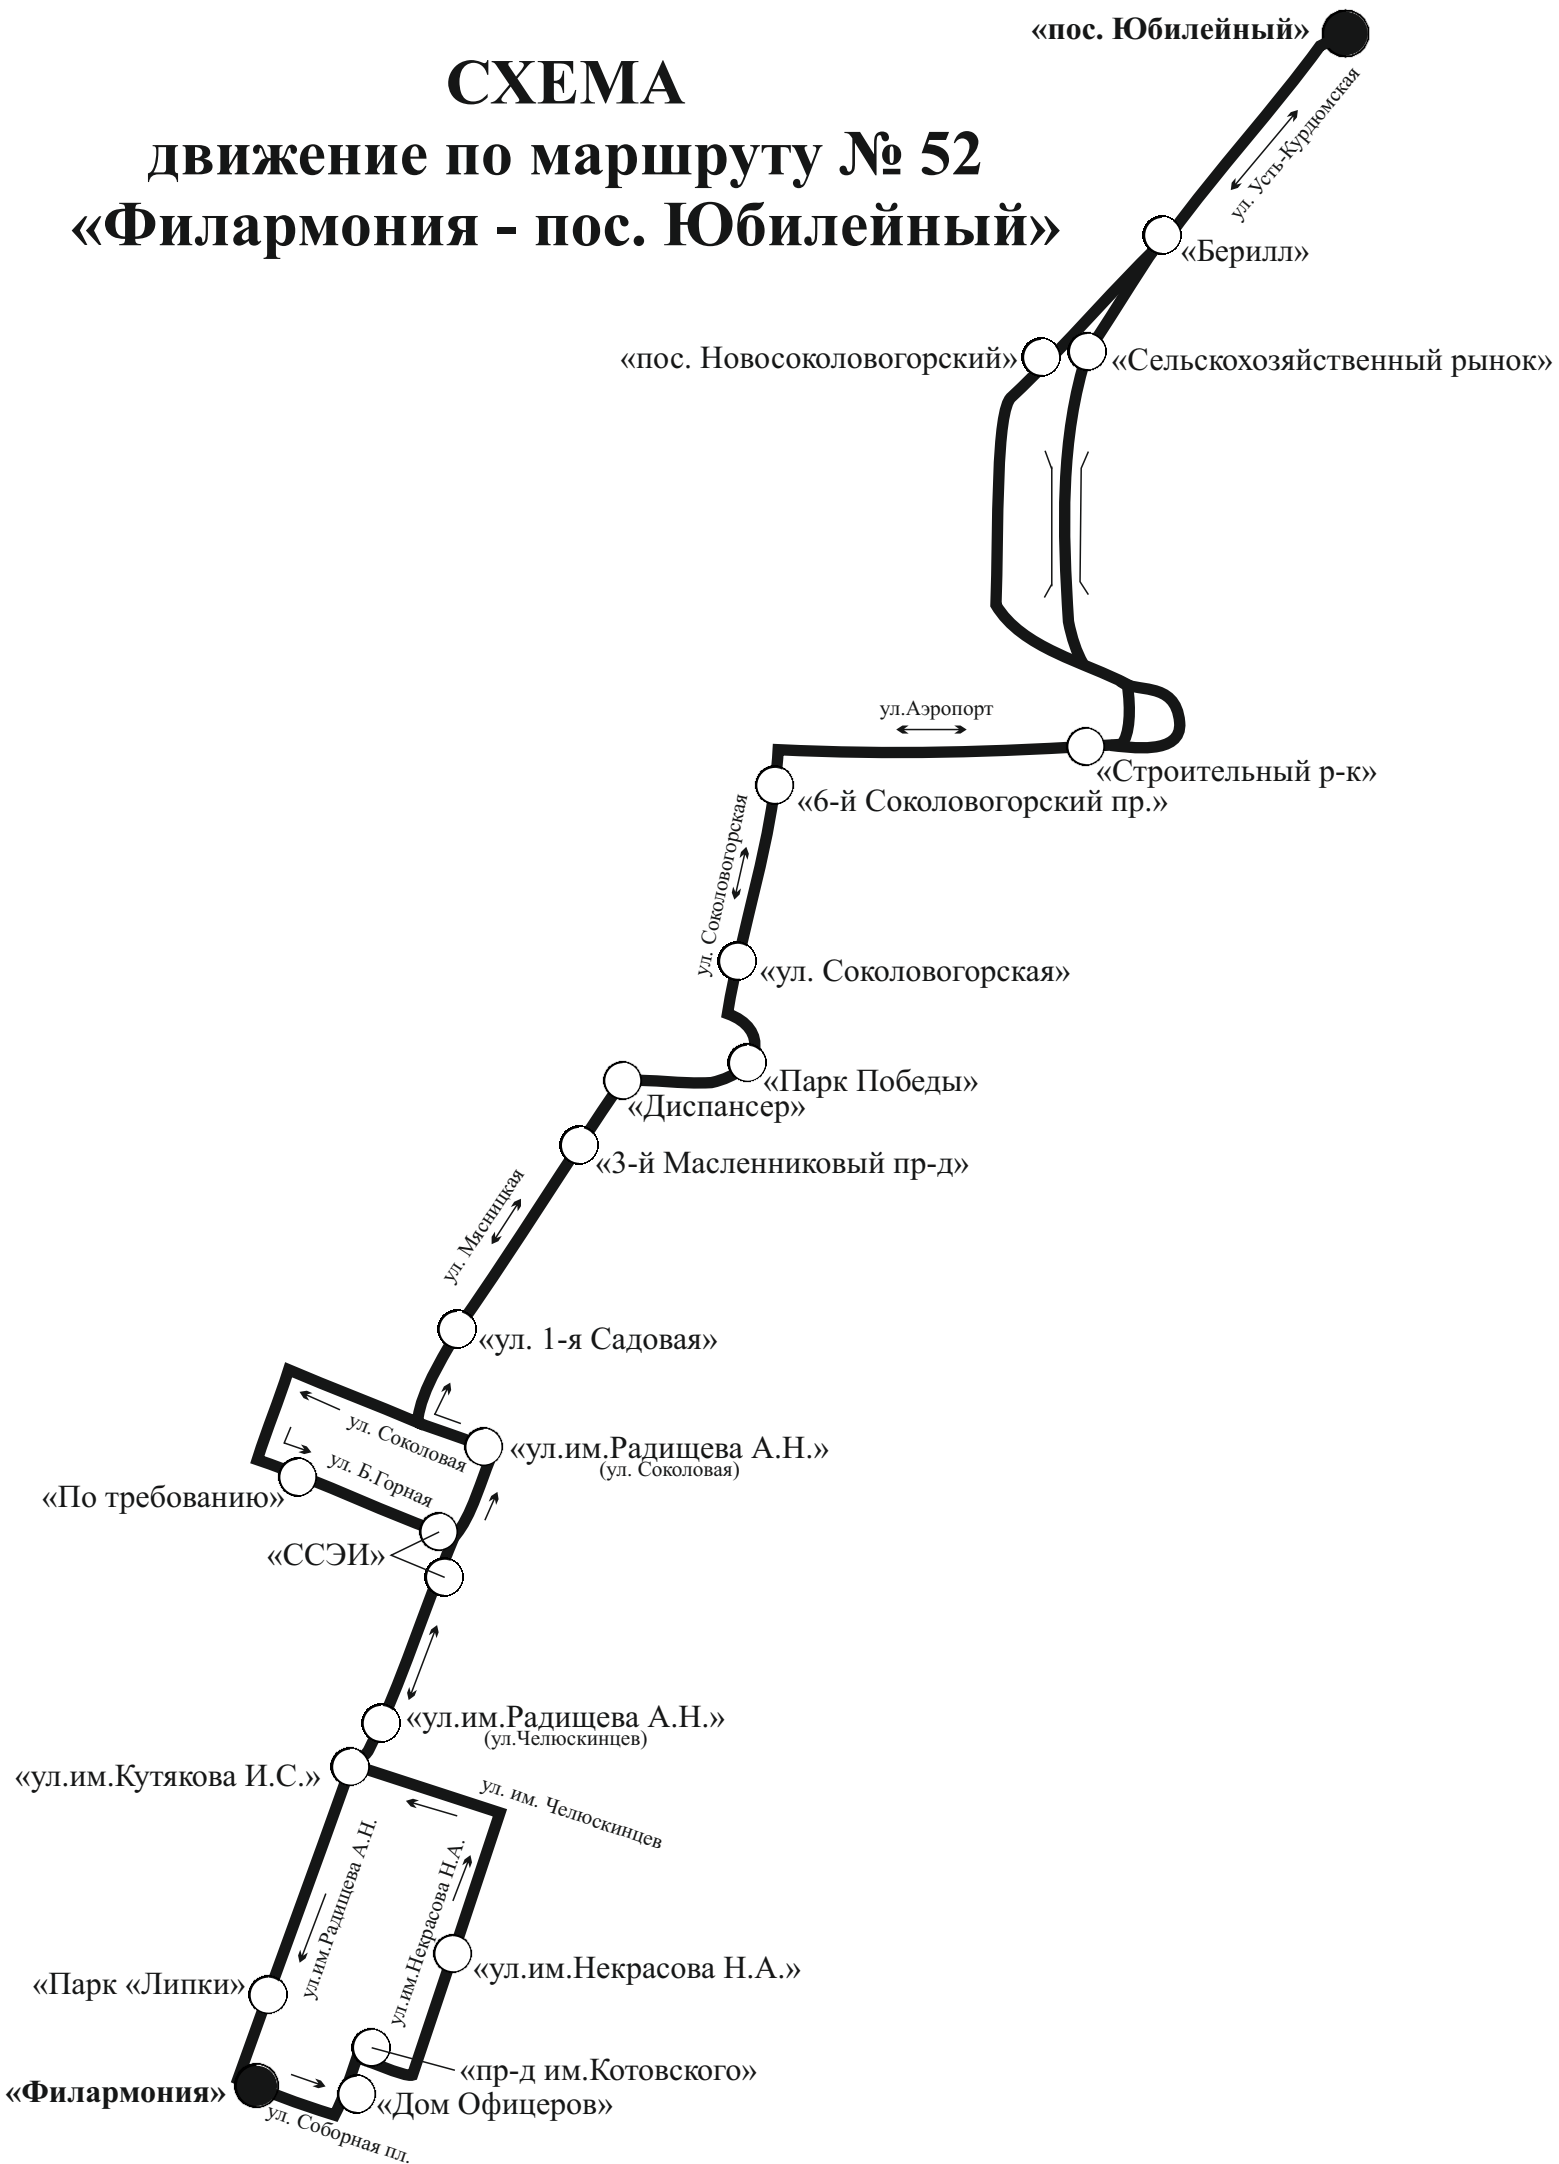 «пос. Юбилейный»
СХЕМА
движение по маршруту № 52
«Филармония - пос. Юбилейный»
ул. Усть-Курдюмская
«Берилл»
«пос. Новосоколовогорский»
«Сельскохозяйственный рынок»
ул.Аэропорт
«Строительный р-к»
«6-й Соколовогорский пр.»
ул. Соколовогорская
«ул. Соколовогорская»
«Парк Победы»
«Диспансер»
«3-й Масленниковый пр-д»
ул. Мясницкая
«ул. 1-я Садовая»
ул. Соколовая
«ул.им.Радищева А.Н.»
(ул. Соколовая)
ул. Б.Горная
«По требованию»
«ССЭИ»
«ул.им.Радищева А.Н.»
(ул.Челюскинцев)
«ул.им.Кутякова И.С.»
ул. им. Челюскинцев
ул.им.Радищева А.Н.
ул.им.Некрасова Н.А.
«ул.им.Некрасова Н.А.»
«Парк «Липки»
«пр-д им.Котовского»
«Филармония»
«Дом Офицеров»
ул. Соборная пл.